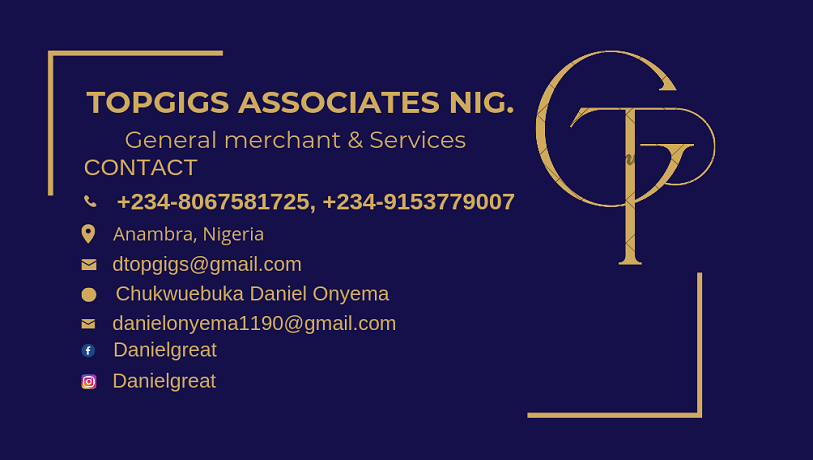 TOPGIGS ASSOCIATES NIG.
General merchant & Services
CONTACT
+234-8067581725, +234-9153779007
Anambra, Nigeria
dtopgigs@gmail.com
Chukwuebuka Daniel Onyema
danielonyema1190@gmail.com
Danielgreat
Danielgreat